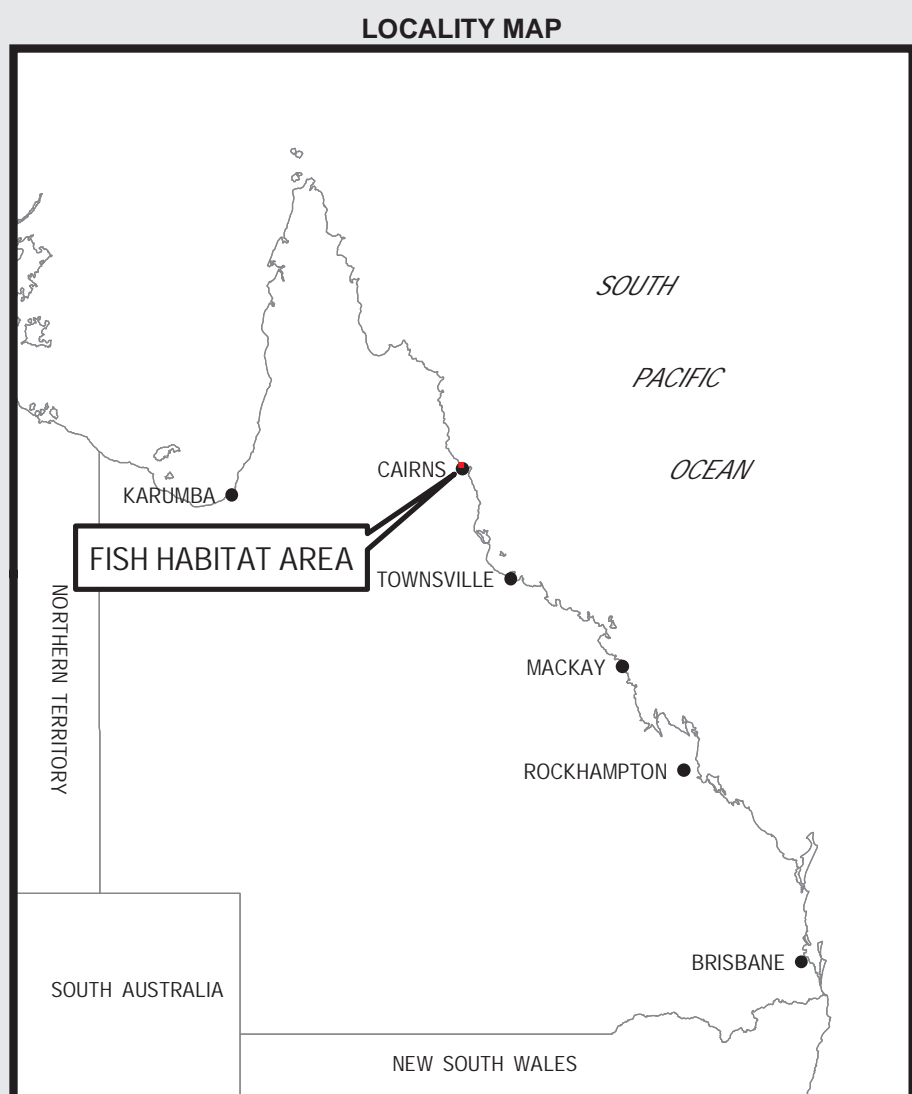 LOCALITY MAP
SOUTH
PACIFIC
OCEAN
CAIRNS
KARUMBA
FISH HABITAT AREA
TOWNSVILLE
NORTHERN TERRITORY
MACKAY
ROCKHAMPTON
BRISBANE
SOUTH AUSTRALIA
NEW SOUTH WALES